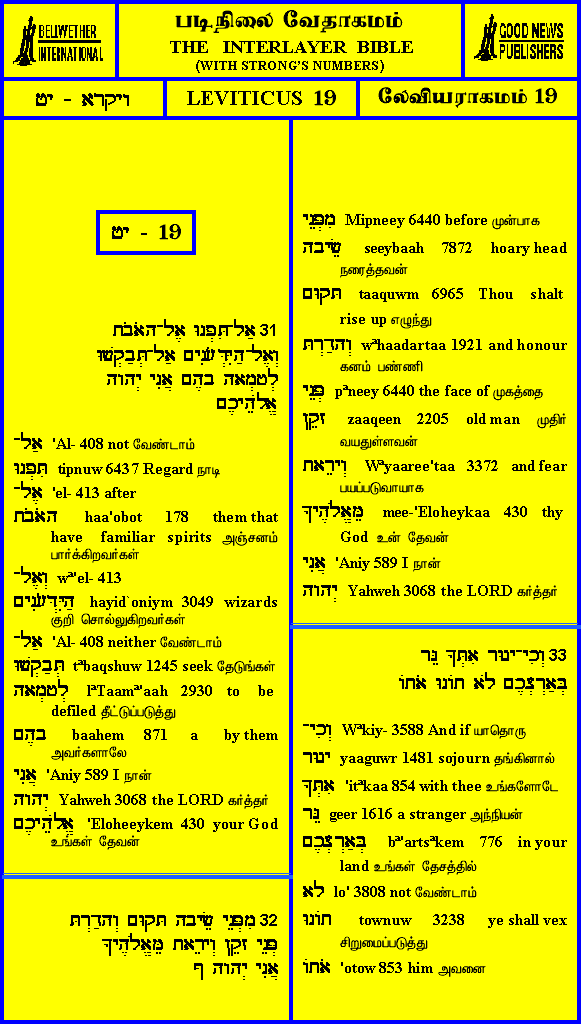 BELLWETHER
INTERNATIONAL
படிநிலை வேதாகமம்
THE INTERLAYER BIBLE
(WITH STRONG'S NUMBERS)
GOOD NEWS
PUBLISHERS
ויקרא - יט
LEVITICUS 19
லேவியராகமம் 19
יט - 19
31 אַל־תִּפְנוּ אֶל־הָאֹבֹת
וְאֶל־הַיִּדְּעֹנִים אַל־תְּבַקְשׁוּ
לְטָמְאָה בָהֶם אֲנִי יְהוָה
אֱלֹהֵיכֶם
אַל־ 'Al- 408 not வேண்டாம்
תִּפְנוּ tipnuw 6437 Regard நாடி
אֶל־ 'el- 413 after
הָאֹבֹת haa'obot 178 them that
have familiar spirits அஞ்சனம்
பார்க்கிறவர்கள்
וְאֶל־ wª'el- 413
הַיִּדְּעֹנִים hayid`oniym 3049 wizards
குறி சொல்லுகிறவர்கள்
אַל־ 'Al- 408 neither வேண்டாம்
תְּבַקְשׁוּ tªbaqshuw 1245 seek தேடுங்கள்
לְטָמְאָה lªTaamª'aah 2930 to be
defiled தீட்டுப்படுத்து
בָהֶם baahem 871 a by them
அவர்களாலே
אֲנִי 'Aniy 589 I நான்
יְהוָה Yahweh 3068 the LORD கர்த்தர்
אֱלֹהֵיכֶם 'Eloheeykem 430 your God
உங்கள் தேவன்
32 מִפְּנֵי שֵׂיבָה תָּקוּם וְהָדַרְתָּ
פְּנֵי זָקֵן וְיָרֵאתָ מֵּאֱלֹהֶיךָ
אֲנִי יְהוָה ף
מִפְּנֵי Mipneey 6440 before முன்பாக
שֵׂיבָה seeybaah 7872 hoary head
நரைத்தவன்
תָּקוּם taaquwm 6965 Thou shalt
rise up எழுந்து
וְהָדַרְתָּ wªhaadartaa 1921 and honour
கனம் பண்ணி
פְּנֵי pªneey 6440 the face of முகத்தை
זָקֵן zaaqeen 2205 old man முதிர்
வயதுள்ளவன்
וְיָרֵאתָ Wªyaaree'taa 3372 and fear
பயப்படுவாயாக
מֵּאֱלֹהֶיךָ mee-'Eloheykaa 430 thy
God உன் தேவன்
אֲנִי 'Aniy 589 I நான்
יְהוָה Yahweh 3068 the LORD கர்த்தர்
33 וְכִי־יָגוּר אִתְּךָ גֵּר
בְּאַרְצְכֶם לֹא תוֹנוּ אֹתוֹ
וְכִי־ Wªkiy- 3588 And if யாதொரு
יָגוּר yaaguwr 1481 sojourn தங்கினால்
אִתְּךָ 'itªkaa 854 with thee உங்களோடே
גֵּר geer 1616 a stranger அந்நியன்
בְּאַרְצְכֶם bª'artsªkem 776 in your
land உங்கள் தேசத்தில்
לֹא lo' 3808 not வேண்டாம்
תוֹנוּ townuw 3238 ye shall vex
சிறுமைப்படுத்து
אֹתוֹ 'otow 853 him அவனை